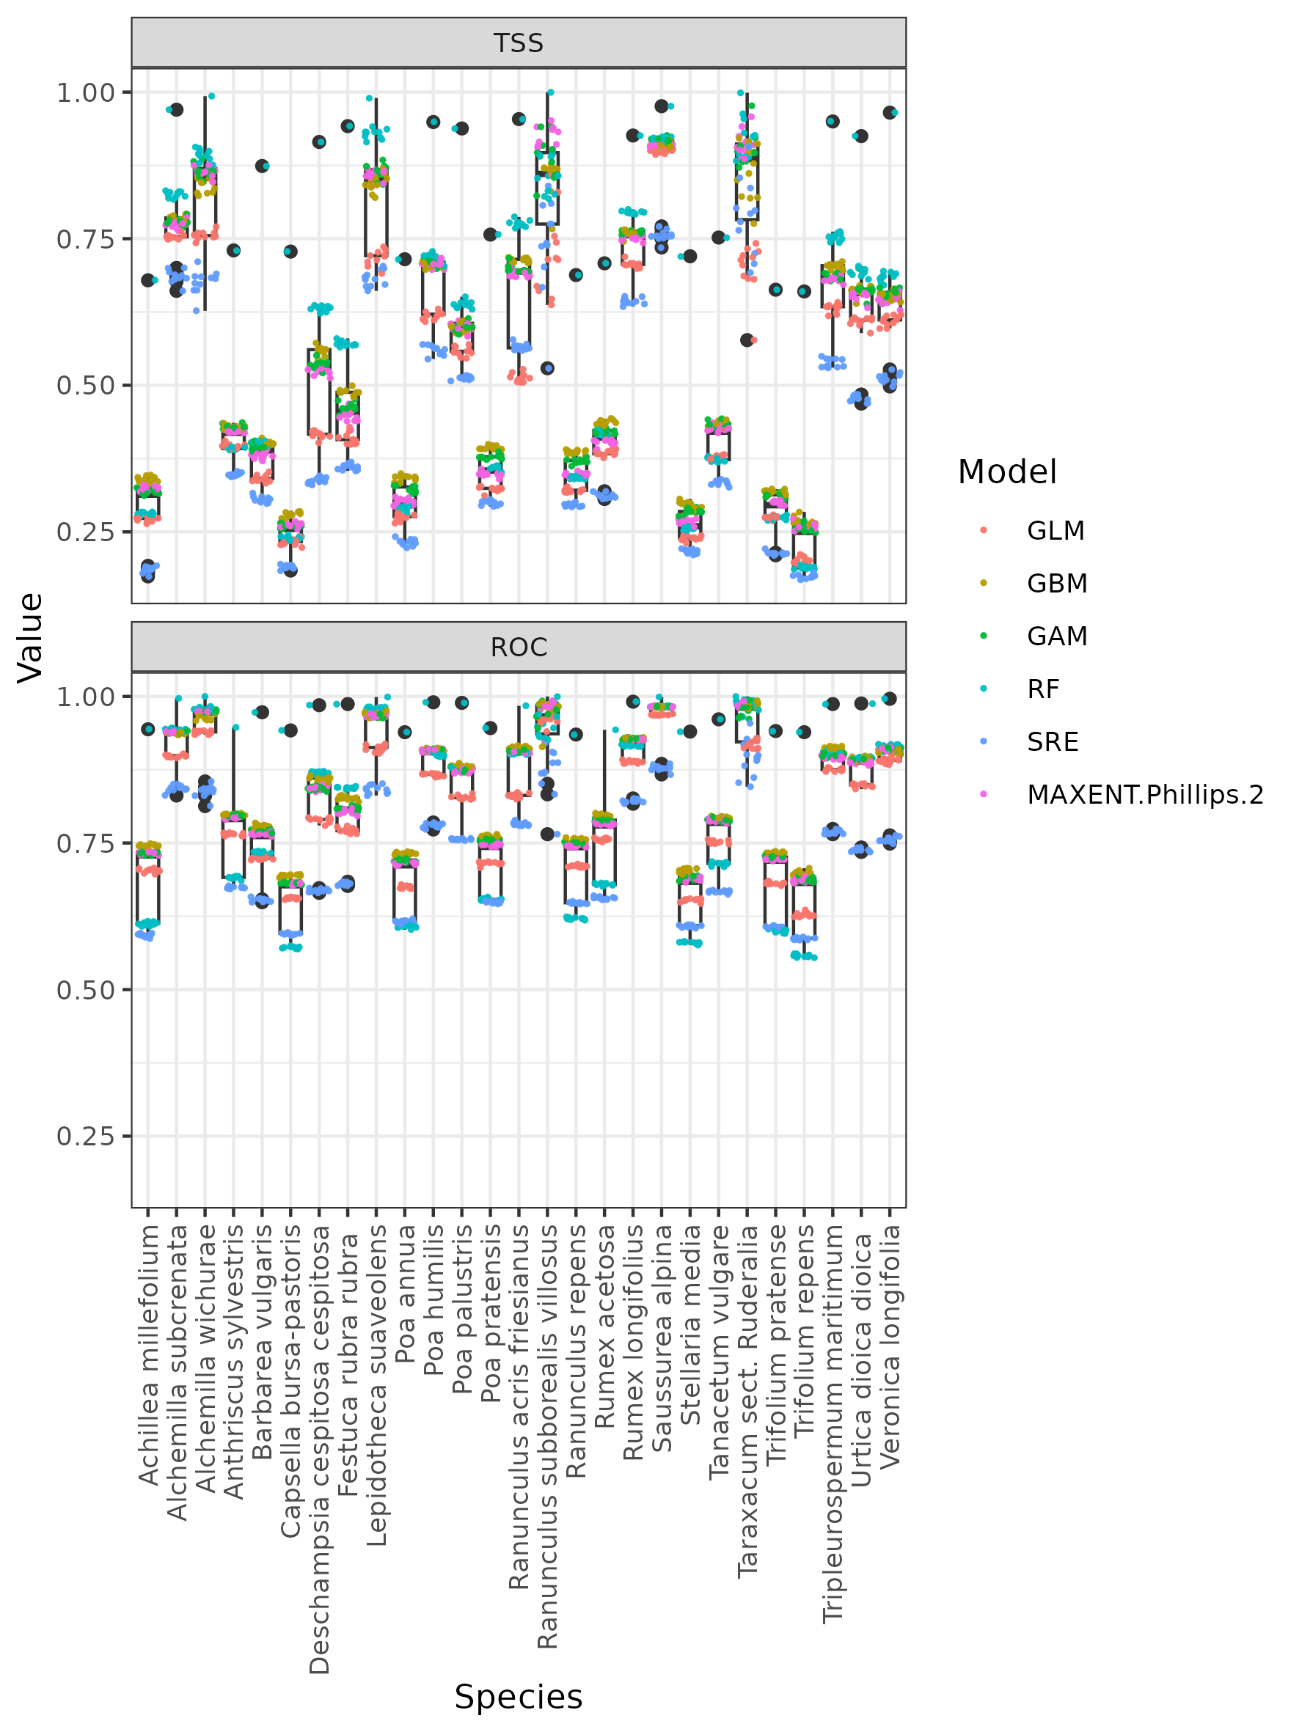 TSS
1.00
0.75
0.50
0.25
ROC
1.00
0.75
0.50
0.25
Value
Achillea millefolium
Alchemilla subcrenata
Alchemilla wichurae
Anthriscus sylvestris
Barbarea vulgaris
Capsella bursa-pastoris
Deschampsia cespitosa cespitosa
Festuca rubra rubra
Lepidotheca suaveolens
Poa annua
Poa humilis
Poa palustris
Poa pratensis
Ranunculus acris friesianus
Ranunculus subborealis villosus
Ranunculus repens
Rumex acetosa
Rumex longifolius
Saussurea alpina
Stellaria media
Tanacetum vulgare
Taraxacum sect. Ruderalia
Trifolium pratense
Trifolium repens
Tripleurospermum maritimum
Urtica dioica dioica
Veronica longifolia
Species
Model
GLM
GBM
GAM
RF
SRE
MAXENT.Phillips.2